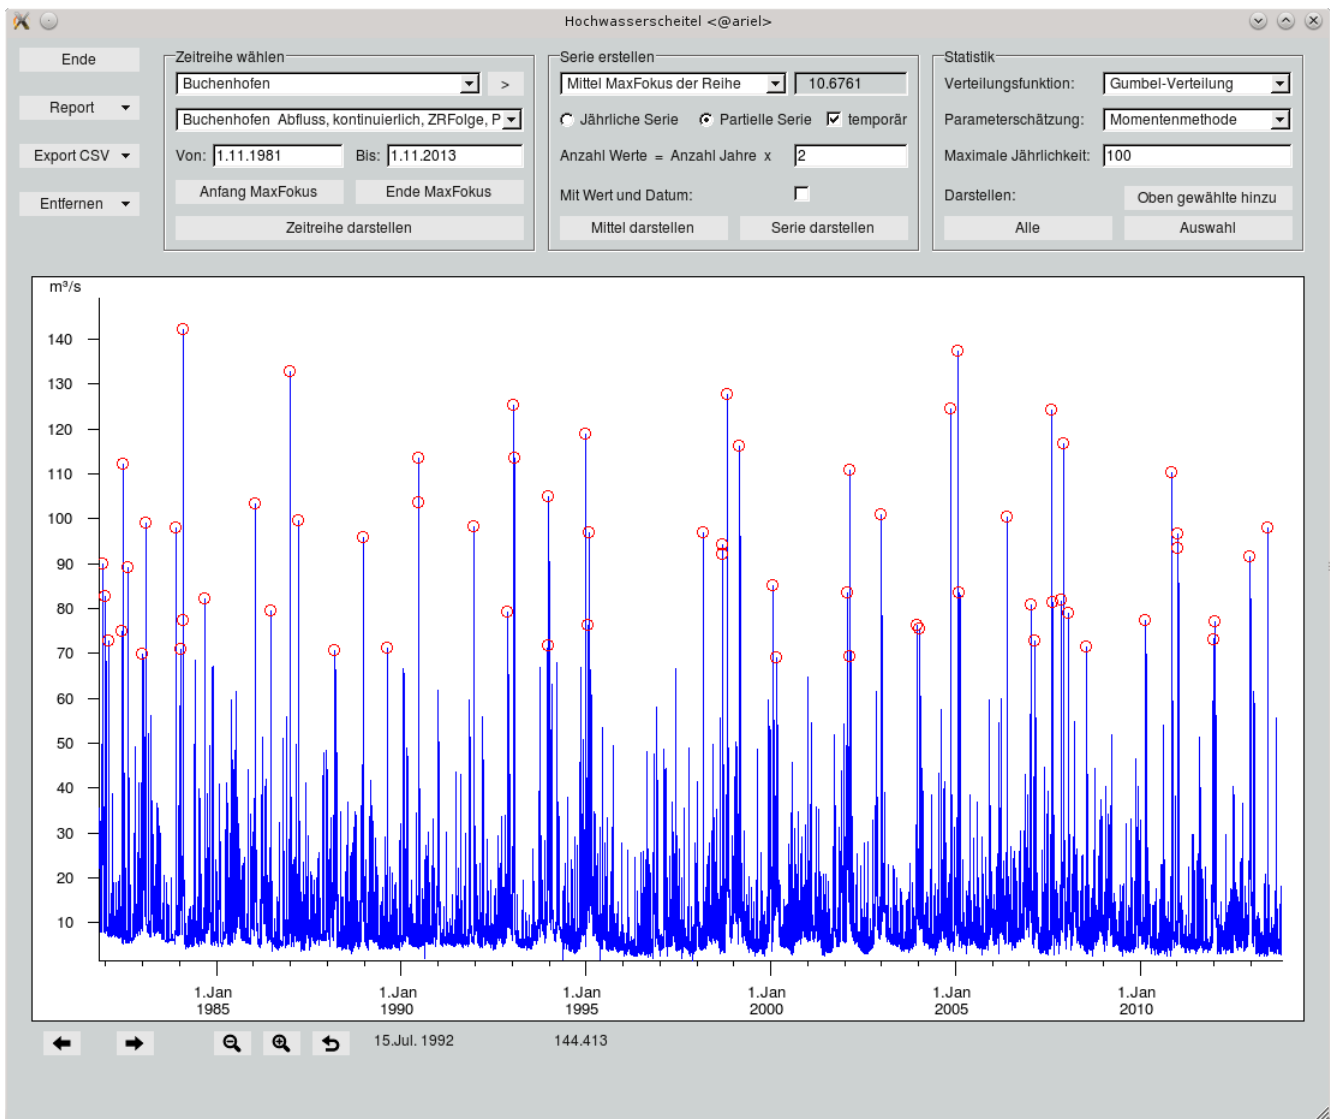 Hochwasserscheitel <@ariel>
Ende
Report
Export CSV
Entfernen
Zeitreihe wählen
Buchenhofen
>
Buchenhofen Abfluss, kontinuierlich, ZRFolge, P
Von: 1.11.1981 Bis: 1.11.2013
Anfang MaxFokus Ende MaxFokus
Zeitreihe darstellen
Serie erstellen
Mittel MaxFokus der Reihe 10.6761
Jährliche Serie Partielle Serie temporär
Anzahl Werte = Anzahl Jahre x 2
Mit Wert und Datum:
Mittel darstellen Serie darstellen
Statistik
Verteilungsfunktion: Gumbel-Verteilung
Parameterschätzung: Momentenmethode
Maximale Jährlichkeit: 100
Darstellen: Oben gewählte hinzu
Alle Auswahl
m³/s
140
130
120
110
100
90
80
70
60
50
40
30
20
10
1.Jan 1.Jan 1.Jan 1.Jan 1.Jan 1.Jan
1985 1990 1995 2000 2005 2010
15.Jul. 1992 144.413